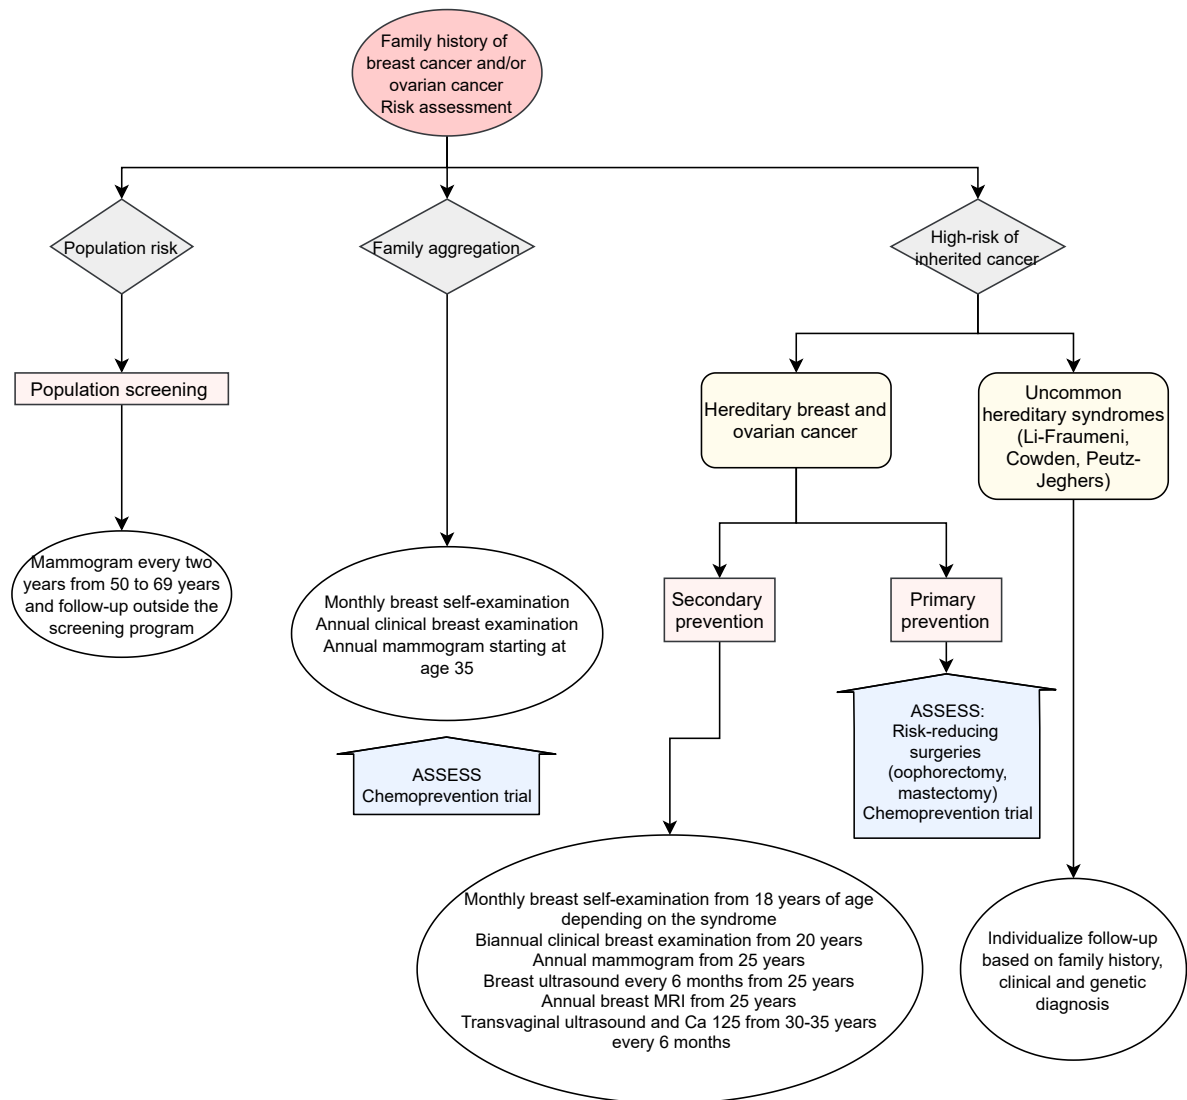 Family history of
breast cancer and/or
ovarian cancer
Risk assessment
Population risk
Family aggregation
High-risk of
inherited cancer
Population screening
Hereditary breast and
ovarian cancer
Uncommon
hereditary syndromes
(Li-Fraumeni,
Cowden, Peutz-
Jeghers)
Mammogram every two
years from 50 to 69 years
and follow-up outside the
screening program
Monthly breast self-examination
Annual clinical breast examination
Annual mammogram starting at
age 35
Secondary
prevention
Primary
prevention
ASSESS
Chemoprevention trial
ASSESS:
Risk-reducing
surgeries
(oophorectomy,
mastectomy)
Chemoprevention trial
Monthly breast self-examination from 18 years of age
depending on the syndrome
Biannual clinical breast examination from 20 years
Annual mammogram from 25 years
Breast ultrasound every 6 months from 25 years
Annual breast MRI from 25 years
Transvaginal ultrasound and Ca 125 from 30-35 years
every 6 months
Individualize follow-up
based on family history,
clinical and genetic
diagnosis